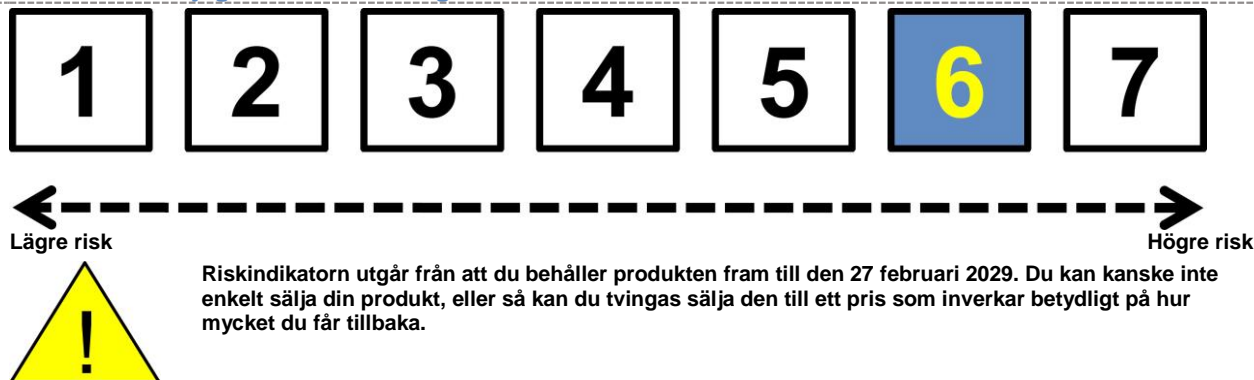 1 2 3 4 5 6 7
Lägre risk Högre risk
Riskindikatorn utgår från att du behåller produkten fram till den 27 februari 2029. Du kan kanske inte
enkelt sälja din produkt, eller så kan du tvingas sälja den till ett pris som inverkar betydligt på hur
mycket du får tillbaka.
!